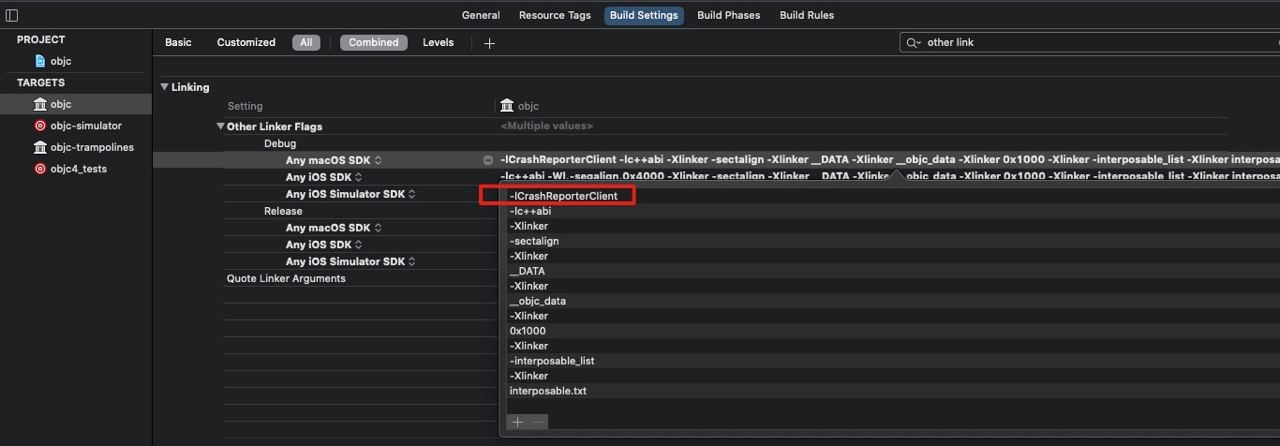 General Resource Tags Build Settings Build Phases Build Rules
PROJECT
objc
TARGETS
objc
objc-simulator
objc-trampolines
objc4_tests
Basic Customized All Combined Levels +
other link
Linking
Setting objc
Other Linker Flags <Multiple values>
Debug
Any macOS SDK -lCrashReporterClient -lc++abi -Xlinker -sectalign -Xlinker __DATA -Xlinker __objc_data -Xlinker 0x1000 -Xlinker -interposable_list -Xlinker interpos
Any iOS SDK -lc++abi -Wl,-segalign,0x4000 -Xlinker -sectalign -Xlinker __DATA -Xlinker __objc_data -Xlinker 0x1000 -Xlinker -interposable_list -Xlinker interposa
Any iOS Simulator SDK
Release
Any macOS SDK
Any iOS SDK
Any iOS Simulator SDK
Quote Linker Arguments
-lCrashReporterClient
-lc++abi
-Xlinker
-sectalign
-Xlinker
__DATA
-Xlinker
__objc_data
-Xlinker
0x1000
-Xlinker
-interposable_list
-Xlinker
interposable.txt
+ −